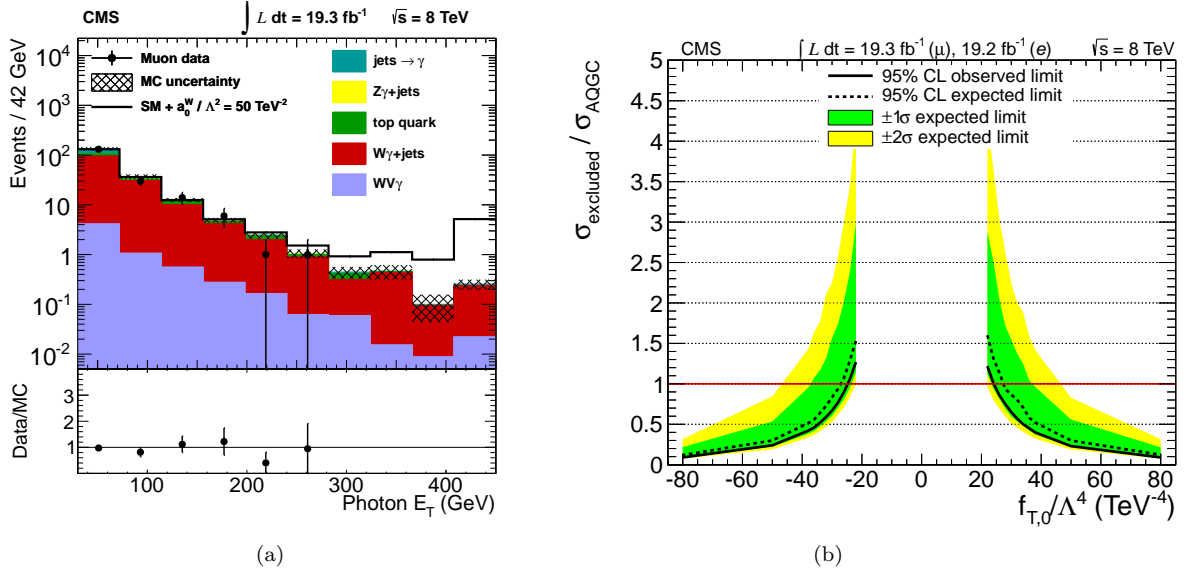 CMS ∫ L dt = 19.3 fb⁻¹ √s = 8 TeV
Events / 42 GeV
10⁴
10³
10²
10
1
10⁻¹
10⁻²
Muon data
MC uncertainty
SM + a₀ᵂ / Λ² = 50 TeV⁻²
jets → γ
Zγ+jets
top quark
Wγ+jets
WVγ
Data/MC
3
2
1
100 200 300 400
Photon E_T (GeV)
(a)
CMS ∫ L dt = 19.3 fb⁻¹ (μ), 19.2 fb⁻¹ (e) √s = 8 TeV
σ_excluded / σ_AQGC
5
4.5
4
3.5
3
2.5
2
1.5
1
0.5
0
95% CL observed limit
95% CL expected limit
±1σ expected limit
±2σ expected limit
-80 -60 -40 -20 0 20 40 60 80
f_T,0/Λ⁴ (TeV⁻⁴)
(b)